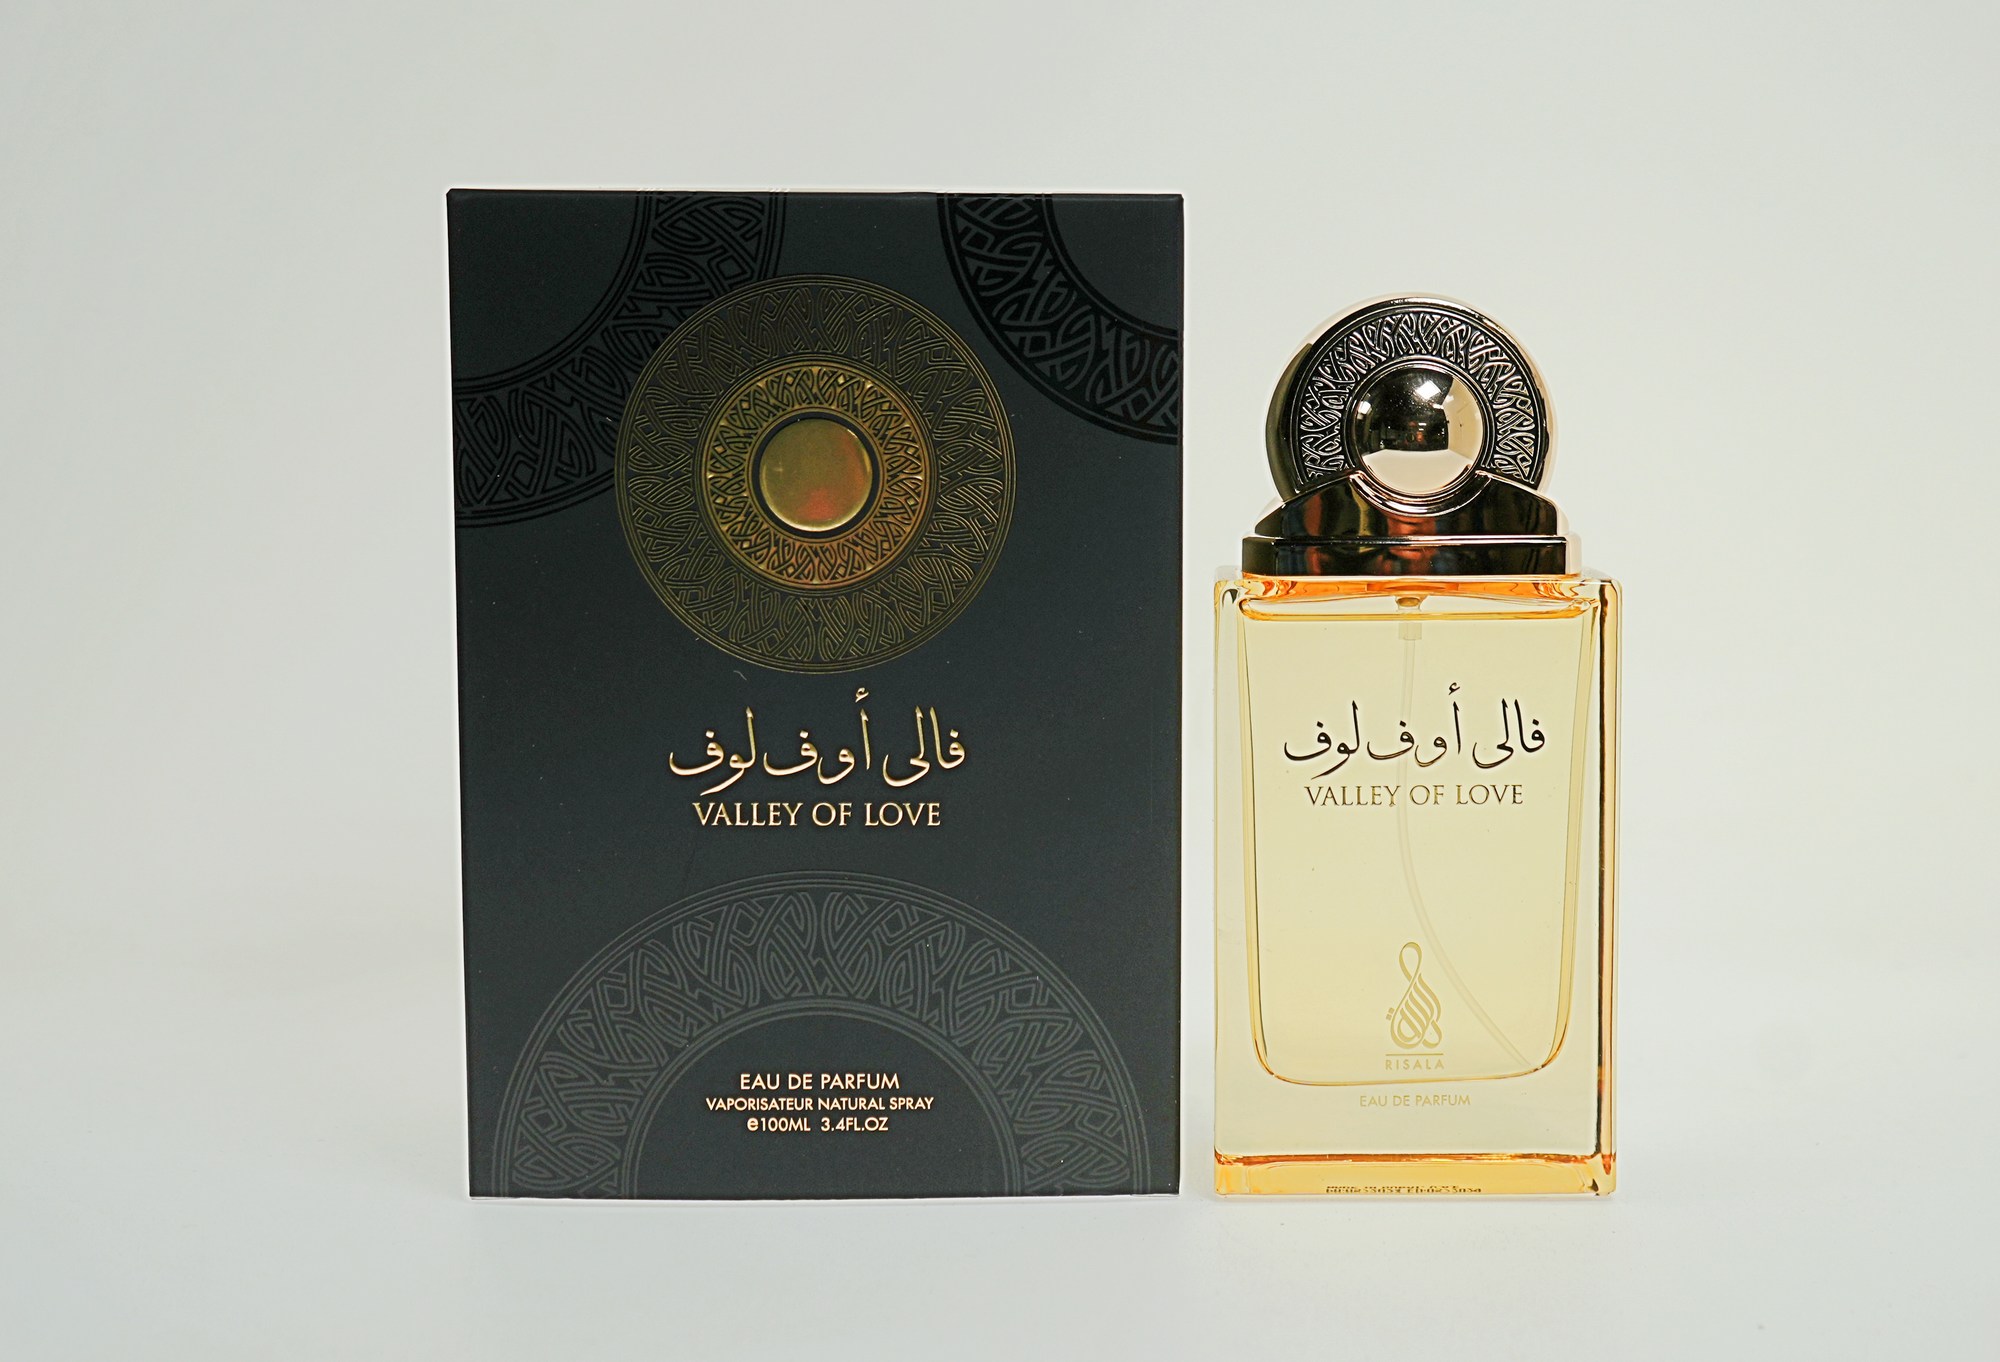 فالى أوف لوف
VALLEY OF LOVE
EAU DE PARFUM
VAPORISATEUR NATURAL SPRAY
e100ML 3.4FL.OZ
فالى أوف لوف
VALLEY OF LOVE
RISALA
EAU DE PARFUM